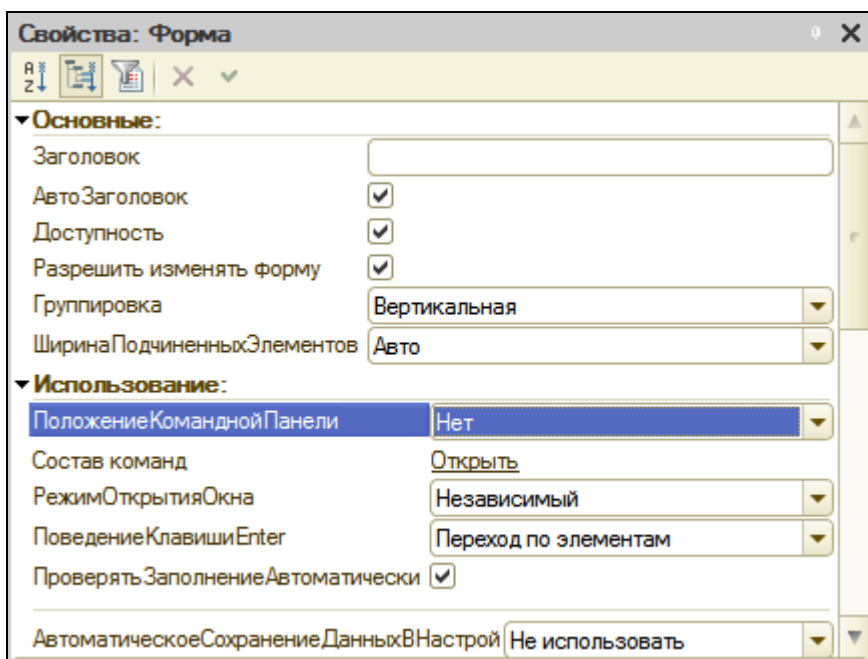 Свойства: Форма
Основные:
Заголовок
АвтоЗаголовок
Доступность
Разрешить изменять форму
Группировка Вертикальная
ШиринаПодчиненныхЭлементов Авто
Использование:
ПоложениеКоманднойПанели Нет
Состав команд Открыть
РежимОткрытияОкна Независимый
ПоведениеКлавишиEnter Переход по элементам
ПроверятьЗаполнениеАвтоматически
АвтоматическоеСохранениеДанныхВНастрой Не использовать